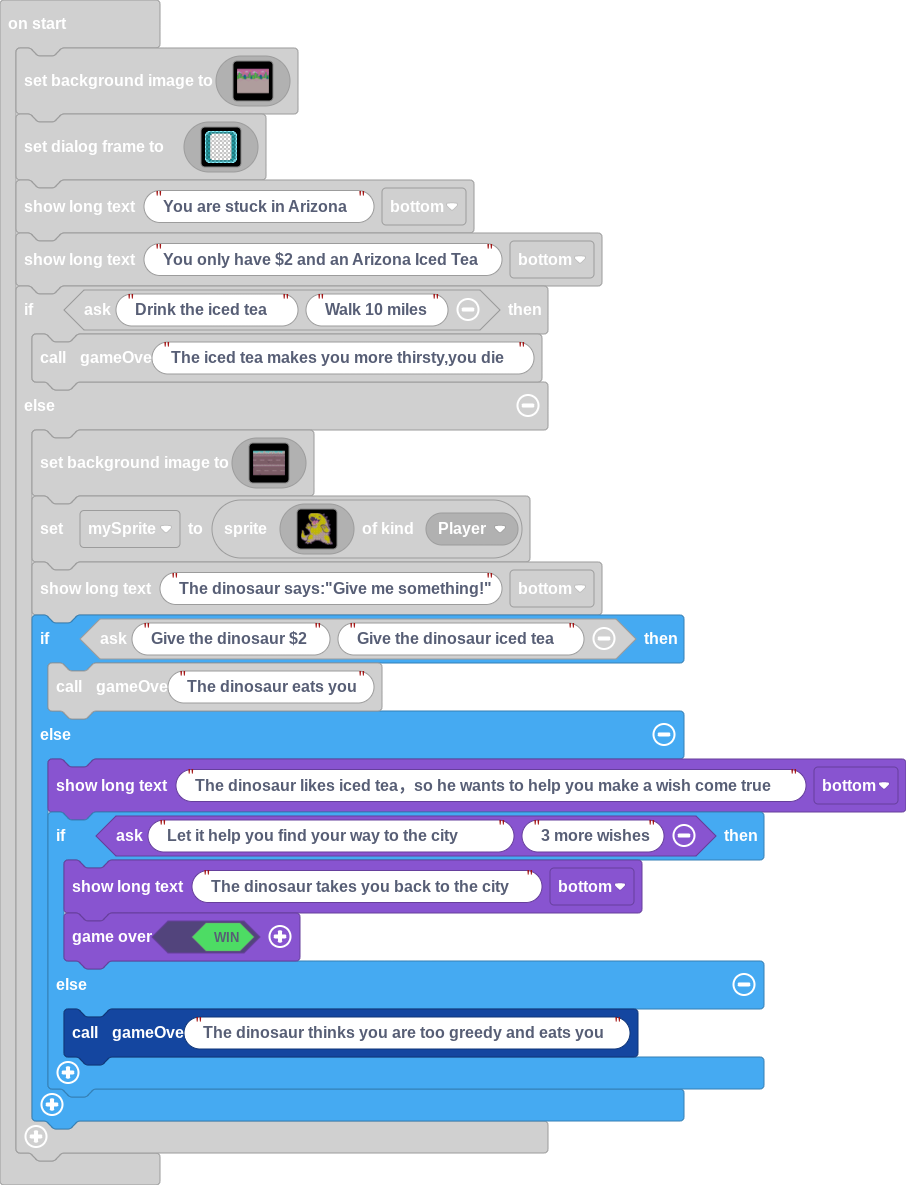 on start
set background image to
set dialog frame to
show long text "You are stuck in Arizona" bottom
show long text "You only have $2 and an Arizona Iced Tea" bottom
if ask "Drink the iced tea" "Walk 10 miles" then
call gameOve "The iced tea makes you more thirsty,you die"
else
set background image to
set mySprite to sprite of kind Player
show long text "The dinosaur says:"Give me something!"" bottom
if ask "Give the dinosaur $2" "Give the dinosaur iced tea" then
call gameOve "The dinosaur eats you"
else
show long text "The dinosaur likes iced tea，so he wants to help you make a wish come true" bottom
if ask "Let it help you find your way to the city" "3 more wishes" then
show long text "The dinosaur takes you back to the city" bottom
game over WIN
else
call gameOve "The dinosaur thinks you are too greedy and eats you"